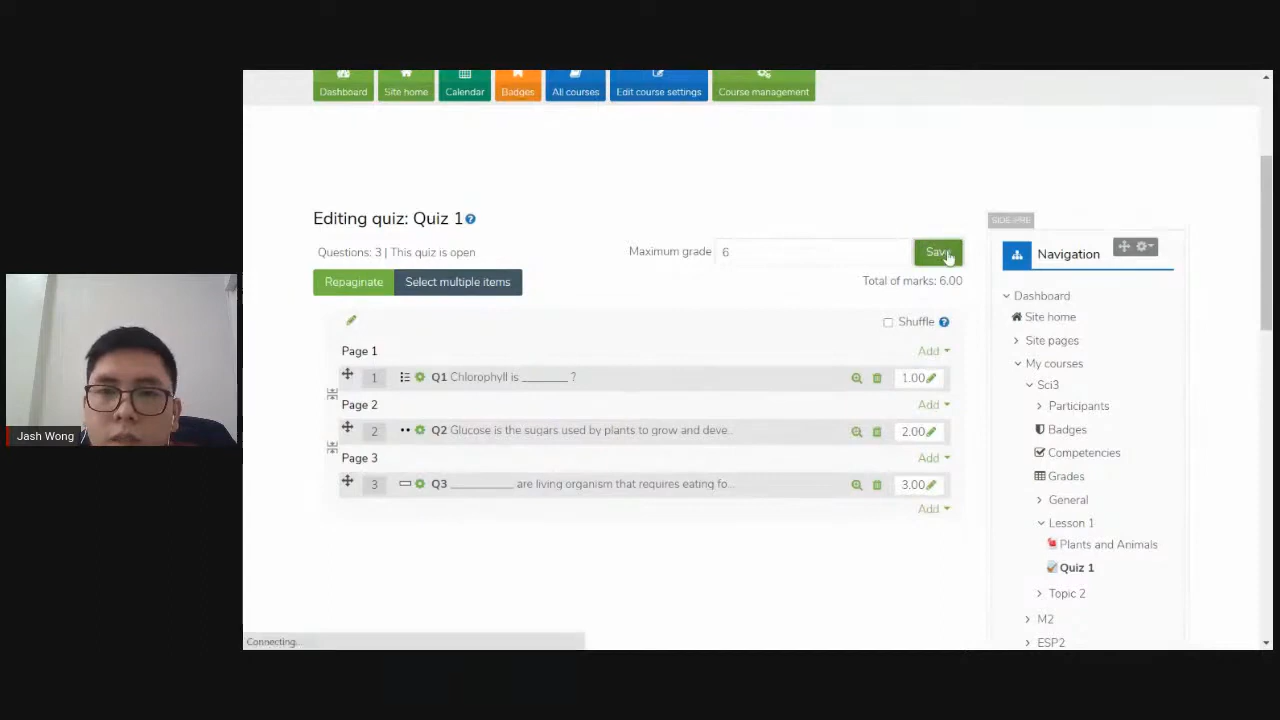 Dashboard
Site home
Calendar
Badges
All courses
Edit course settings
Course management
Editing quiz: Quiz 1
Questions: 3 | This quiz is open
Maximum grade
6
Save
Repaginate
Select multiple items
Total of marks: 6.00
Shuffle
Page 1
Add
1
Q1 Chlorophyll is ________ ?
1.00
Page 2
Add
2
Q2 Glucose is the sugars used by plants to grow and deve...
2.00
Page 3
Add
3
Q3 ___________ are living organism that requires eating fo...
3.00
Add
SIDE-PRE
Navigation
Dashboard
Site home
Site pages
My courses
Sci3
Participants
Badges
Competencies
Grades
General
Lesson 1
Plants and Animals
Quiz 1
Topic 2
M2
ESP2
Jash Wong
Connecting...